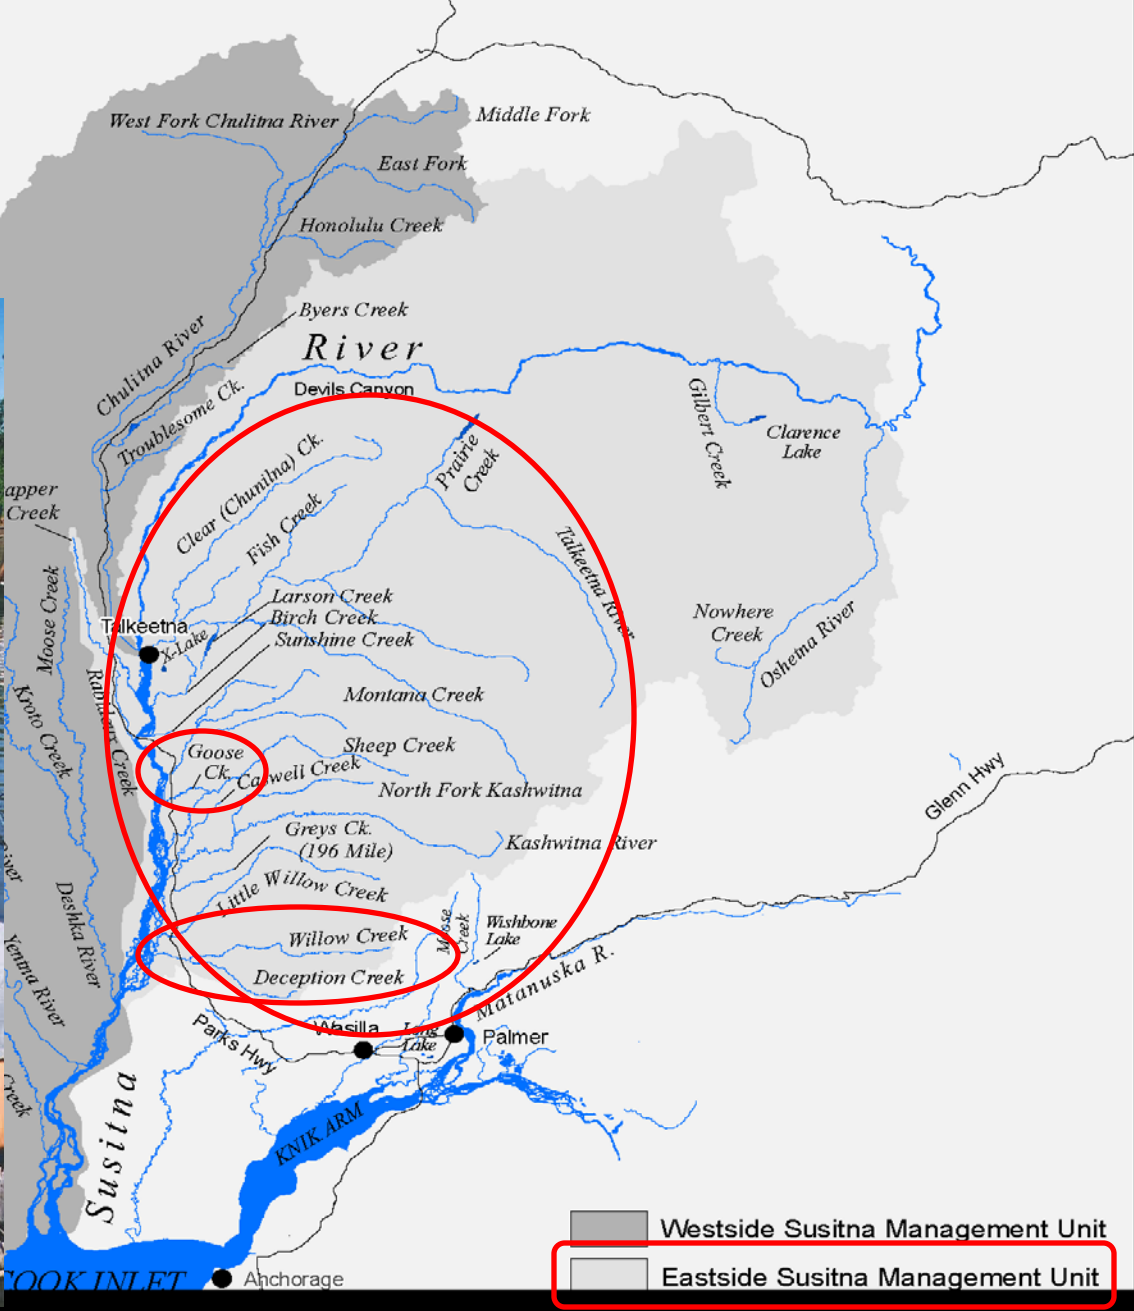 Middle Fork
West Fork Chulitna River
East Fork
Honolulu Creek
Byers Creek
River
Chulitna River
Devils Canyon
Troublesome Ck.
Gilbert Creek
Clarence
Lake
Clear (Chunilna) Ck.
Prairie
Creek
apper
Creek
Fish Creek
Talkeetna River
Moose Creek
Larson Creek
Birch Creek
Sunshine Creek
Talkeetna
X-Lake
Nowhere
Creek
Oshetna River
Rabideux Creek
Kroto Creek
Montana Creek
Goose
Ck.
Sheep Creek
Caswell Creek
North Fork Kashwitna
Glenn Hwy
Greys Ck.
(196 Mile)
Kashwitna River
Little Willow Creek
Deshka River
Yentna River
Willow Creek
Moose
Creek
Wishbone
Lake
Deception Creek
Matanuska R.
Parks Hwy
Wasilla
Long
Lake
Palmer
Creek
Susitna
KNIK ARM
Westside Susitna Management Unit
Eastside Susitna Management Unit
COOK INLET
Anchorage